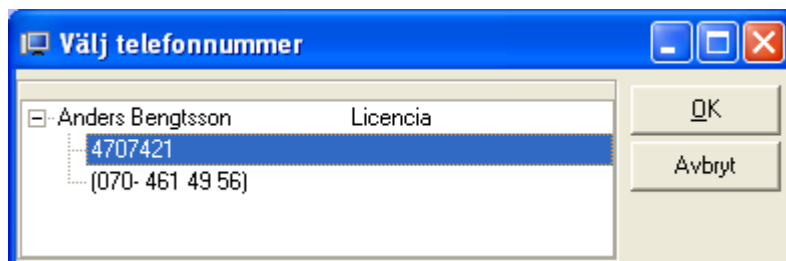 Välj telefonnummer
Anders Bengtsson Licencia
4707421
(070- 461 49 56)
OK
Avbryt